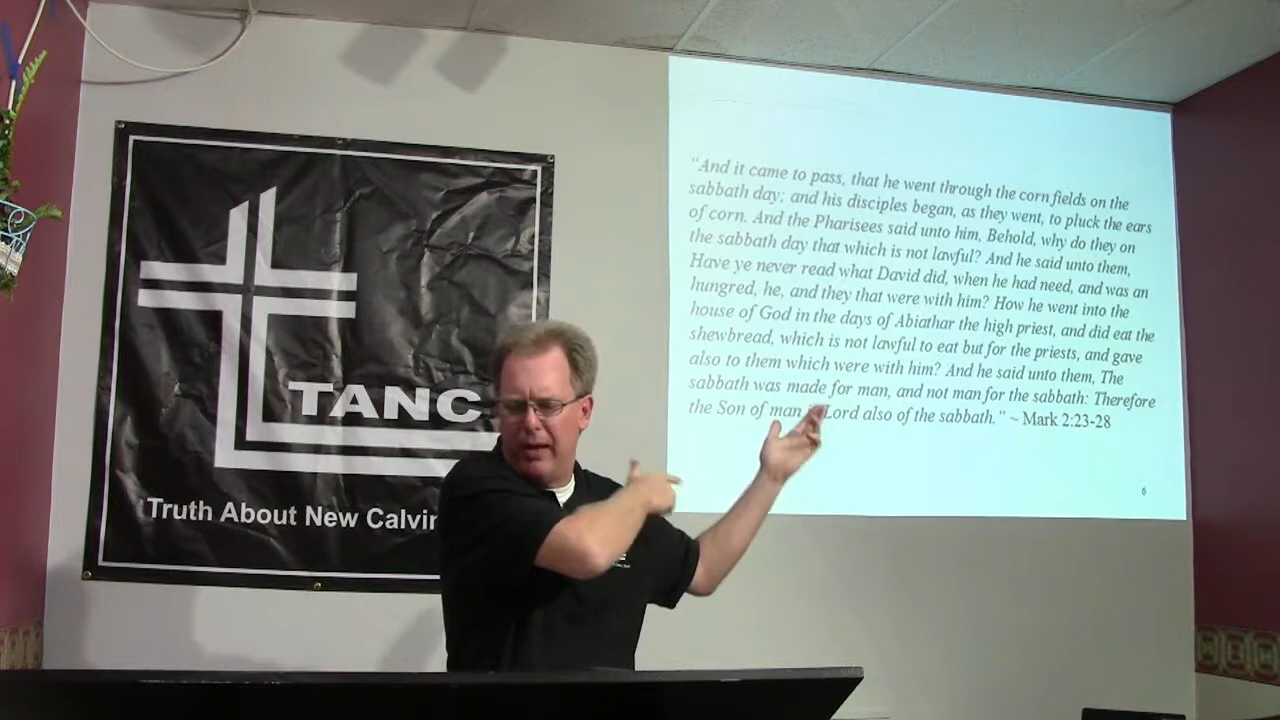 TANC
Truth About New Calvin
“And it came to pass, that he went through the corn fields on the
sabbath day; and his disciples began, as they went, to pluck the ears
of corn. And the Pharisees said unto him, Behold, why do they on
the sabbath day that which is not lawful? And he said unto them,
Have ye never read what David did, when he had need, and was an
hungred, he, and they that were with him? How he went into the
house of God in the days of Abiathar the high priest, and did eat the
shewbread, which is not lawful to eat but for the priests, and gave
also to them which were with him? And he said unto them, The
sabbath was made for man, and not man for the sabbath: Therefore
the Son of man Lord also of the sabbath.” ~ Mark 2:23-28
6